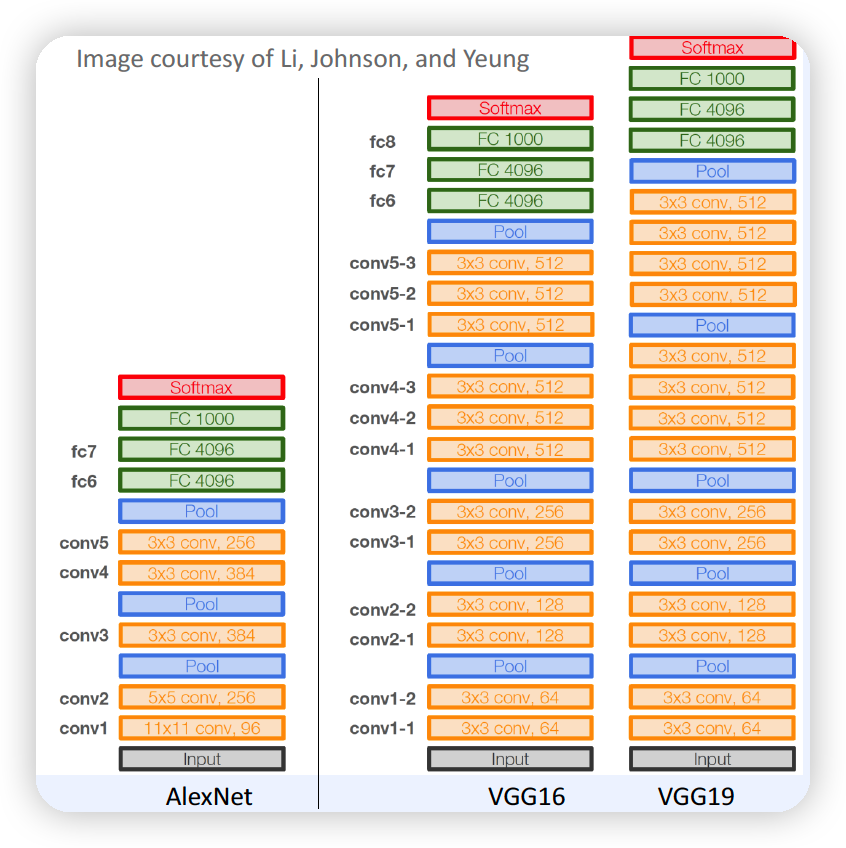 Image courtesy of Li, Johnson, and Yeung
Softmax
FC 1000
FC 4096
FC 4096
Pool
conv5 3x3 conv, 256
conv4 3x3 conv, 384
Pool
conv3 3x3 conv, 384
Pool
conv2 5x5 conv, 256
conv1 11x11 conv, 96
Input
fc7
fc6
AlexNet
Softmax
fc8 FC 1000
fc7 FC 4096
fc6 FC 4096
Pool
conv5-3 3x3 conv, 512
conv5-2 3x3 conv, 512
conv5-1 3x3 conv, 512
Pool
conv4-3 3x3 conv, 512
conv4-2 3x3 conv, 512
conv4-1 3x3 conv, 512
Pool
conv3-2 3x3 conv, 256
conv3-1 3x3 conv, 256
Pool
conv2-2 3x3 conv, 128
conv2-1 3x3 conv, 128
Pool
conv1-2 3x3 conv, 64
conv1-1 3x3 conv, 64
Input
VGG16
Softmax
FC 1000
FC 4096
FC 4096
Pool
3x3 conv, 512
3x3 conv, 512
3x3 conv, 512
3x3 conv, 512
Pool
3x3 conv, 512
3x3 conv, 512
3x3 conv, 512
3x3 conv, 512
Pool
3x3 conv, 256
3x3 conv, 256
Pool
3x3 conv, 128
3x3 conv, 128
Pool
3x3 conv, 64
3x3 conv, 64
Input
VGG19